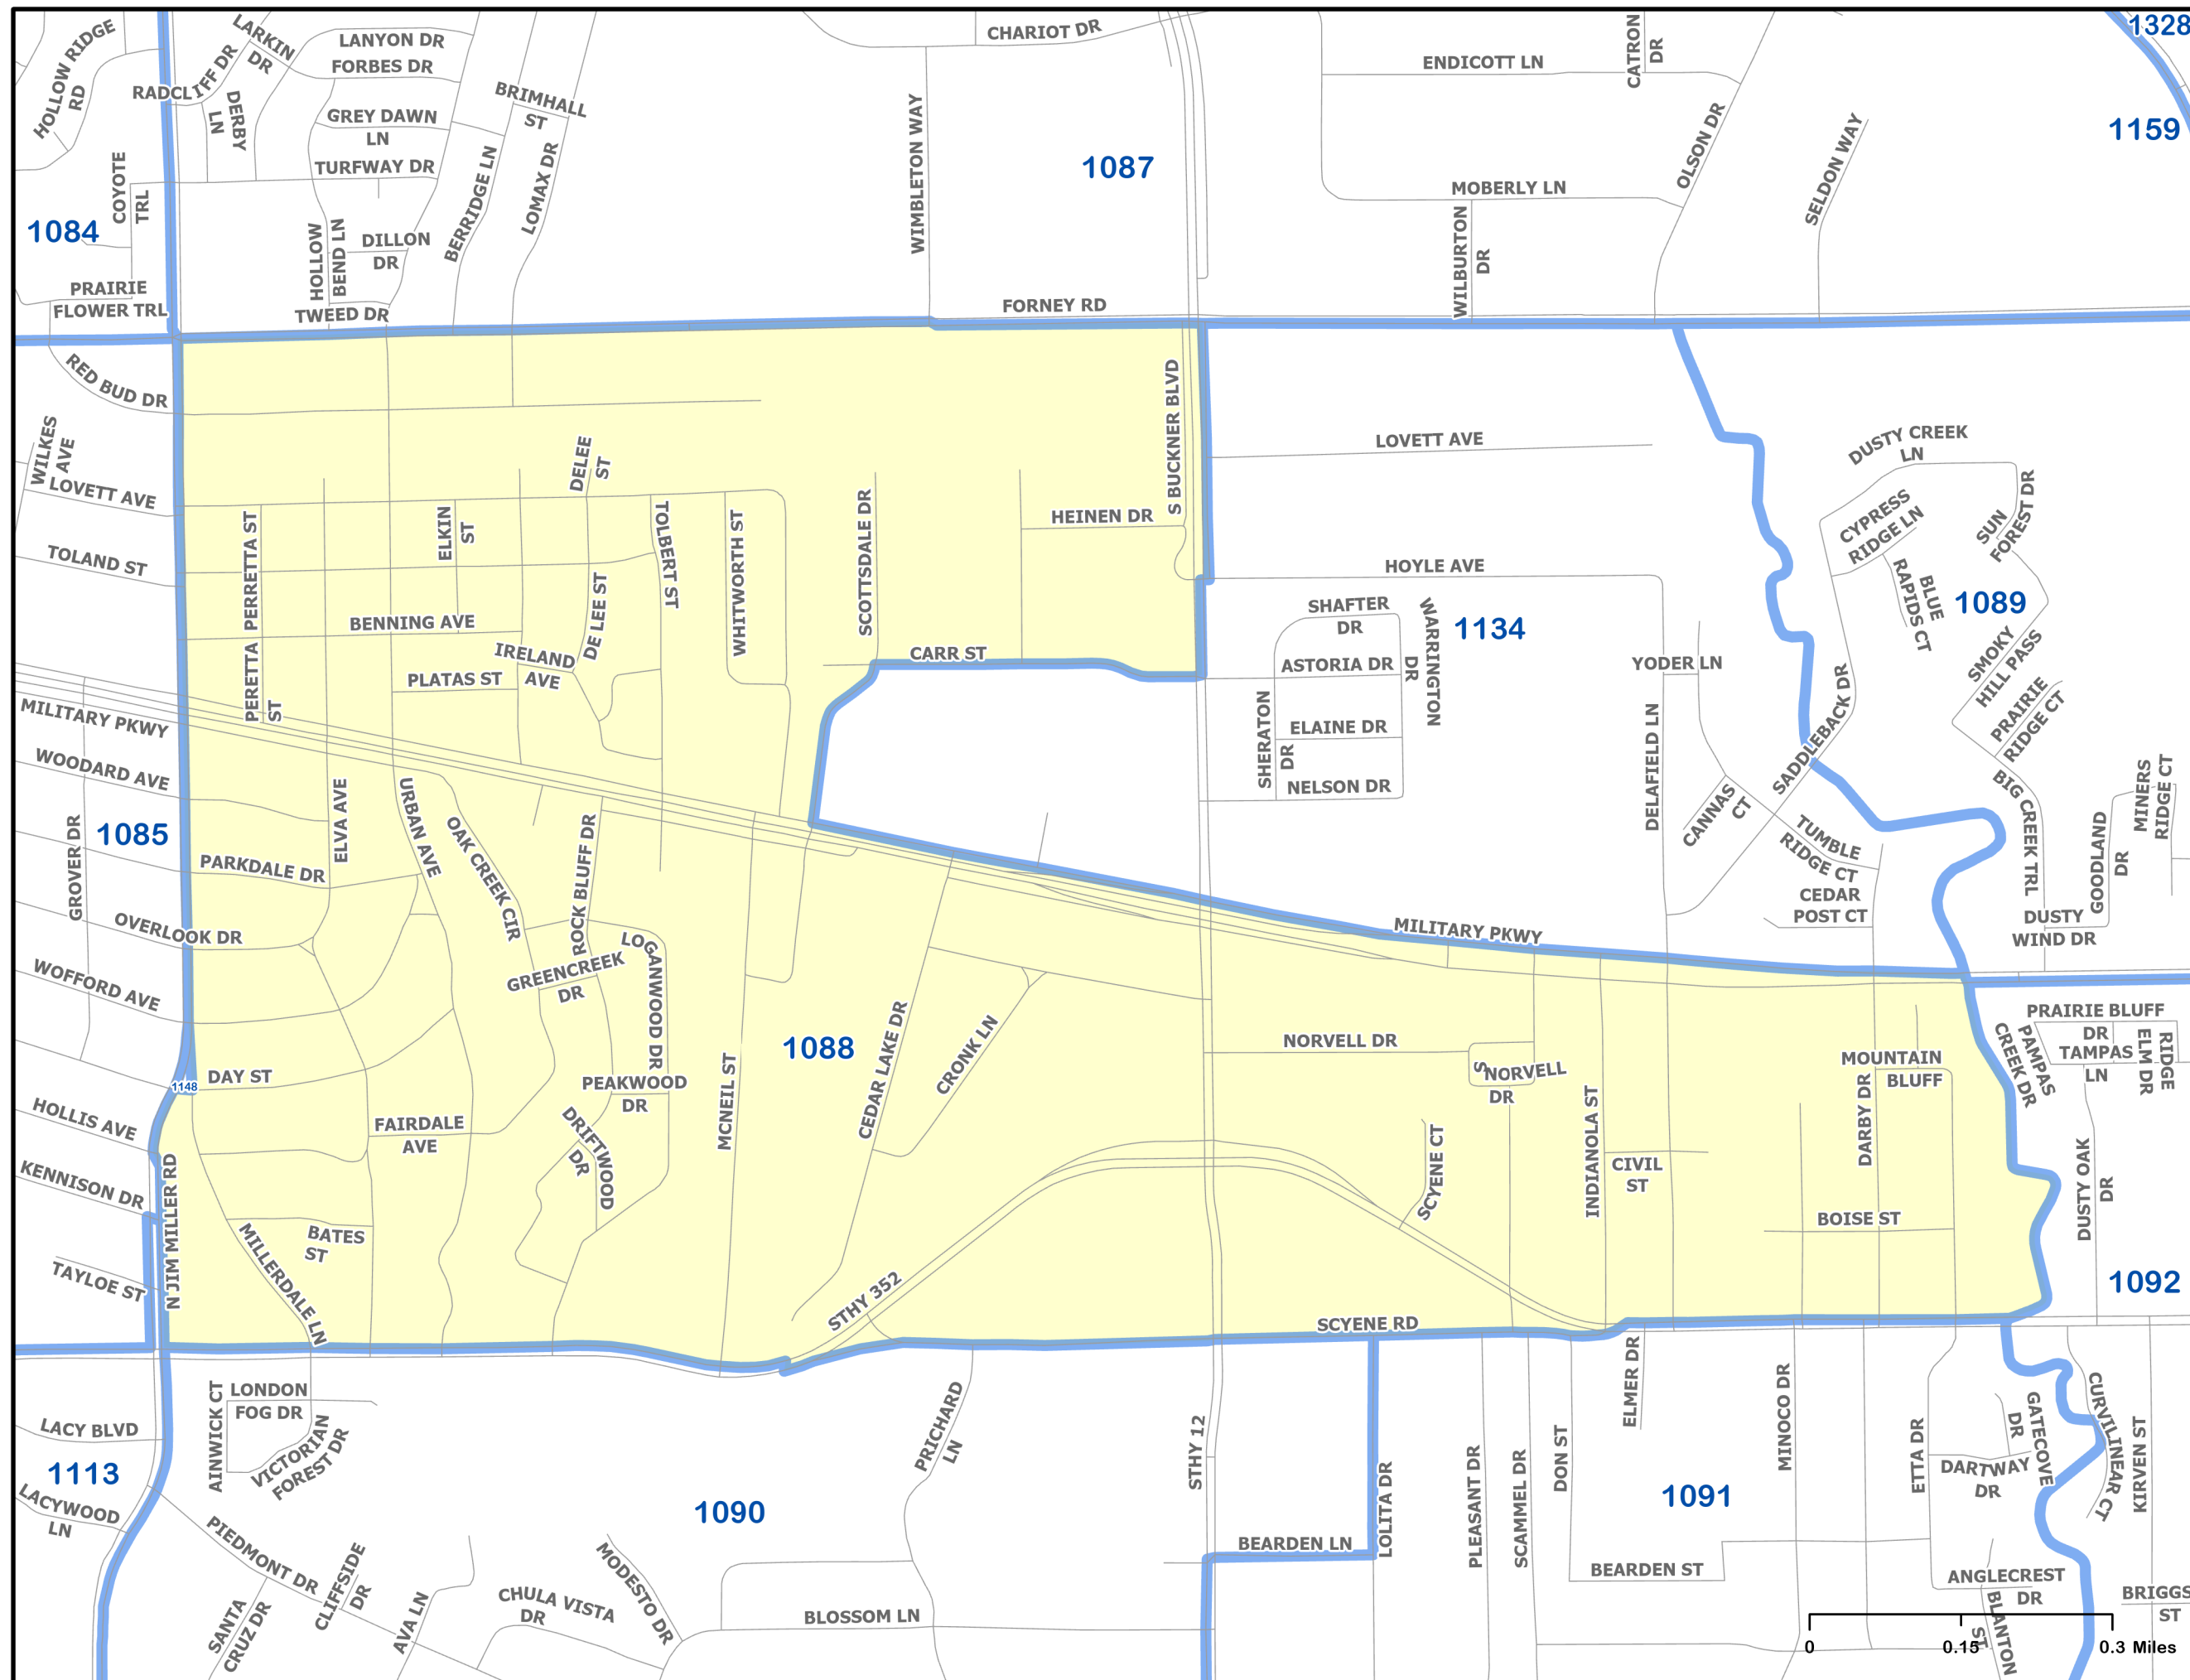 HOLLOW RIDGE
RD
RADCLIFF DR
LARKIN
DR
LANYON DR
FORBES DR
DERBY
LN
GREY DAWN
LN
TURFWAY DR
BRIMHALL
ST
BERRIDGE LN
LOMAX DR
COYOTE
TRL
HOLLOW
BEND LN
DILLON
DR
TWEED DR
PRAIRIE
FLOWER TRL
1084
CHARIOT DR
WIMBLETON WAY
1087
FORNEY RD
ENDICOTT LN
CATRON
DR
OLSON DR
MOBERLY LN
WILBURTON
DR
SELDON WAY
1328
1159
RED BUD DR
WILKES
AVE
LOVETT AVE
TOLAND ST
MILITARY PKWY
WOODARD AVE
GROVER DR
1085
PARKDALE DR
OVERLOOK DR
WOFFORD AVE
HOLLIS AVE
KENNISON DR
TAYLOE ST
N JIM MILLER RD
1148
DAY ST
PERRETTA ST
PERETTA
ST
ELKIN
ST
DELEE
ST
TOLBERT ST
WHITWORTH ST
DE LEE ST
BENNING AVE
IRELAND
AVE
PLATAS ST
SCOTTSDALE DR
HEINEN DR
S BUCKNER BLVD
CARR ST
ELVA AVE
URBAN AVE
OAK CREEK CIR
ROCK BLUFF DR
LOGANWOOD DR
GREENCREEK
DR
PEAKWOOD
DR
DRIFTWOOD
DR
FAIRDALE
AVE
BATES
ST
MILLERDALE LN
MCNEIL ST
1088
CEDAR LAKE DR
CRONK LN
STHY 352
LOVETT AVE
HOYLE AVE
SHAFTER
DR
ASTORIA DR
WARRINGTON
DR
1134
SHERATON
DR
ELAINE DR
NELSON DR
YODER LN
DELAFIELD LN
CANNAS
CT
SADDLEBACK DR
TUMBLE
RIDGE CT
CEDAR
POST CT
MILITARY PKWY
DUSTY CREEK
LN
CYPRESS
RIDGE LN
SUN
FOREST DR
BLUE
RAPIDS CT
1089
SMOKY
HILL PASS
PRAIRIE
RIDGE CT
BIG CREEK TRL
GOODLAND
DR
MINERS
RIDGE CT
DUSTY
WIND DR
PRAIRIE BLUFF
DR
PAMPAS
CREEK DR
TAMPAS
LN
ELM DR
RIDGE
NORVELL DR
S NORVELL
DR
INDIANOLA ST
SCYENE CT
CIVIL
ST
MOUNTAIN
BLUFF
DARBY DR
BOISE ST
DUSTY OAK
DR
1092
SCYENE RD
LONDON
FOG DR
AINWICK CT
VICTORIAN
FOREST DR
LACY BLVD
1113
LACYWOOD
LN
PIEDMONT DR
SANTA
CRUZ DR
CLIFFSIDE
DR
AVA LN
CHULA VISTA
DR
MODESTO DR
1090
PRICHARD
LN
BLOSSOM LN
STHY 12
BEARDEN LN
LOLITA DR
PLEASANT DR
SCAMMEL DR
DON ST
ELMER DR
1091
BEARDEN ST
MINOCO DR
ETTA DR
DARTWAY
DR
GATECOVE
DR
CURVILINEAR CT
N KIRVEN ST
ANGLECREST
DR
BLANTON
ST
BRIGGS
ST
0 0.15 0.3 Miles